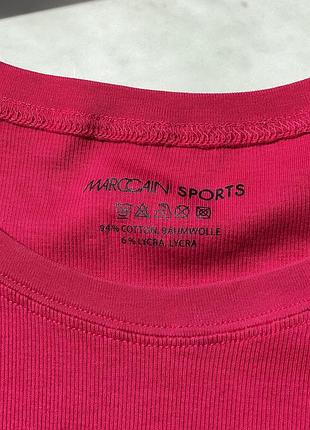 MARCCAIN SPORTS
94% COTTON, BAUMWOLLE
6% LYCRA, LYCRA